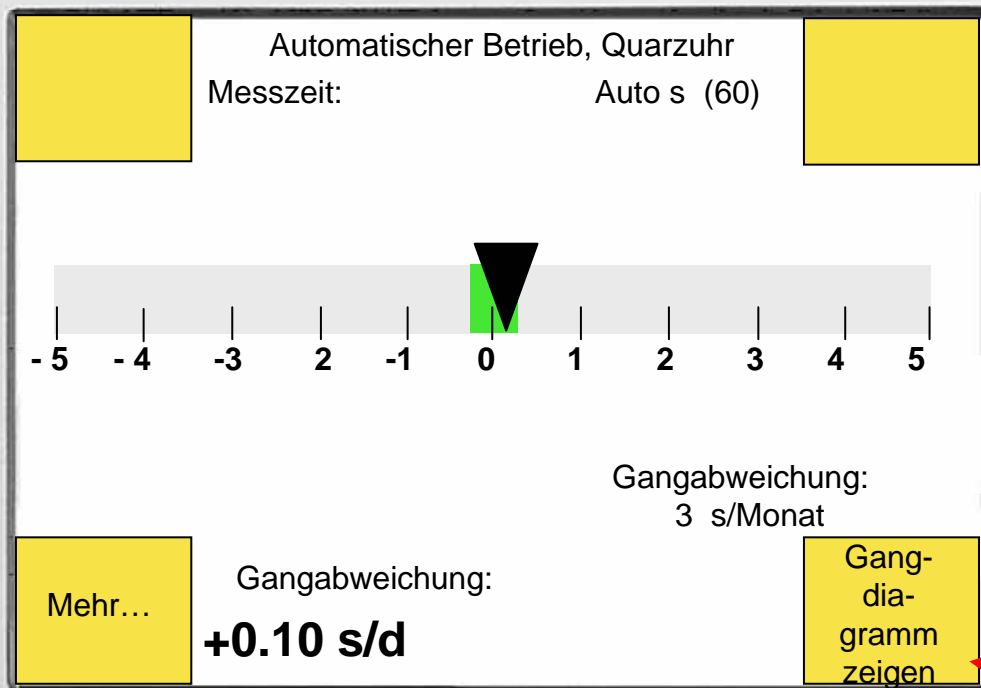 Automatischer Betrieb, Quarzuhr
Messzeit: Auto s (60)
- 5 - 4 -3 2 -1 0 1 2 3 4 5
Gangabweichung:
3 s/Monat
Mehr…
Gangabweichung:
+0.10 s/d
Gang-
dia-
gramm
zeigen